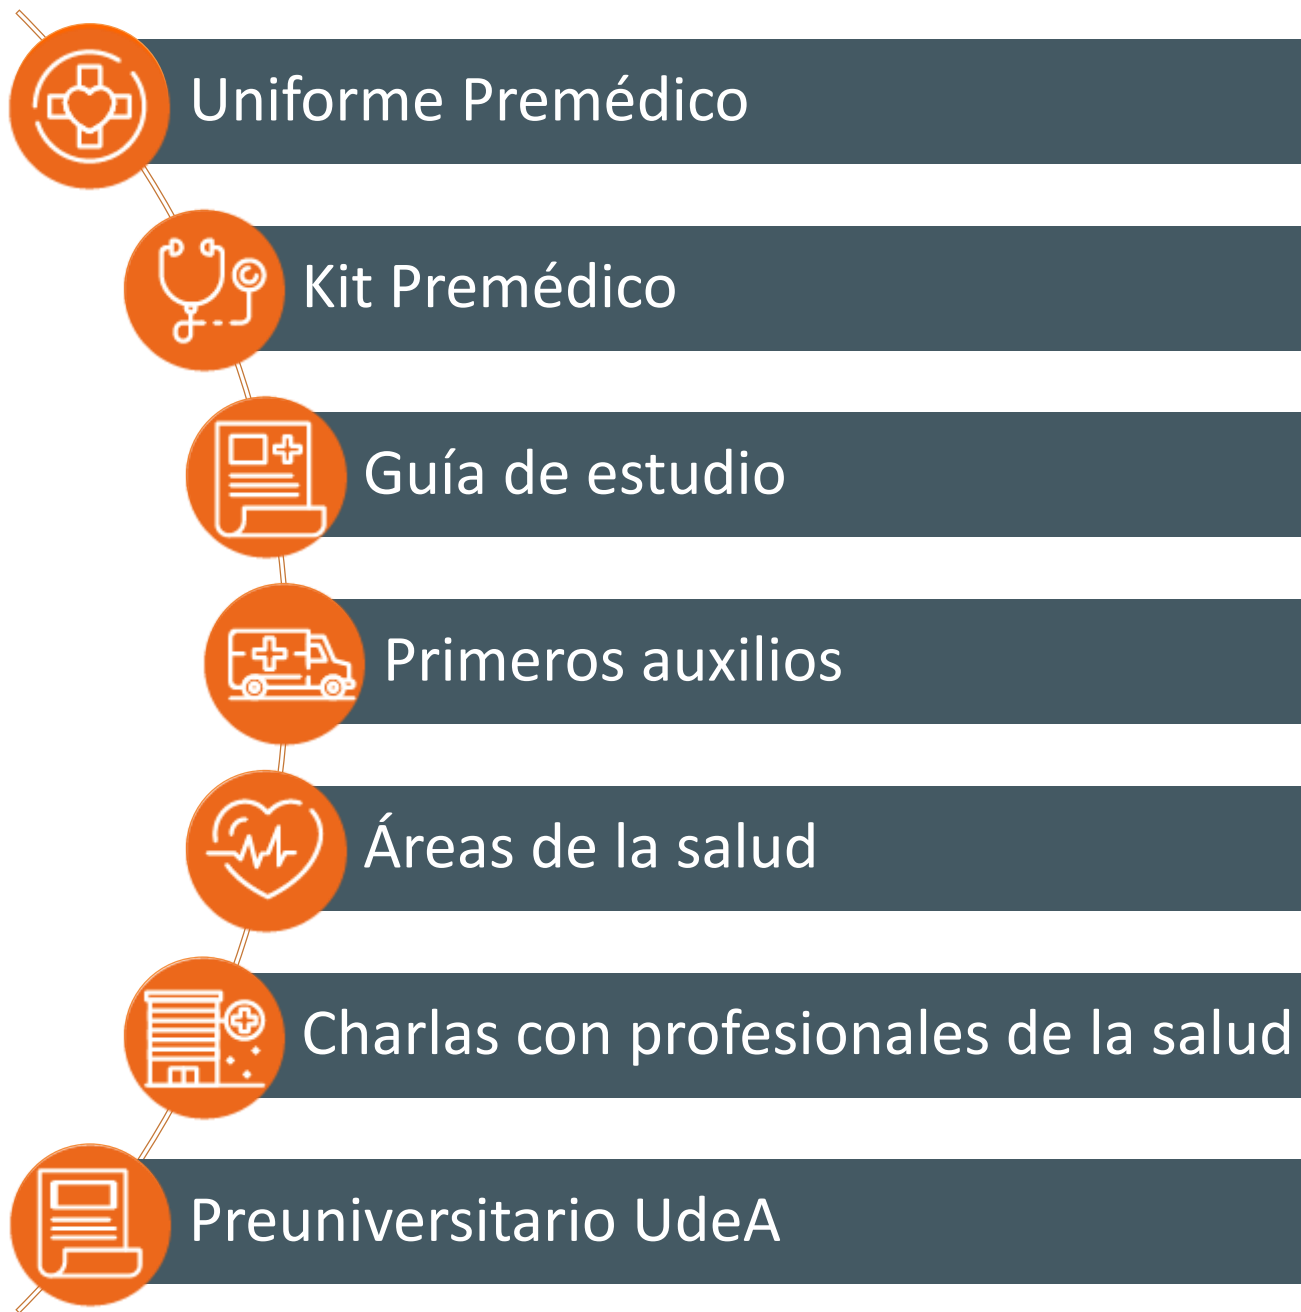 Uniforme Premédico
Kit Premédico
Guía de estudio
Primeros auxilios
Áreas de la salud
Charlas con profesionales de la salud
Preuniversitario UdeA